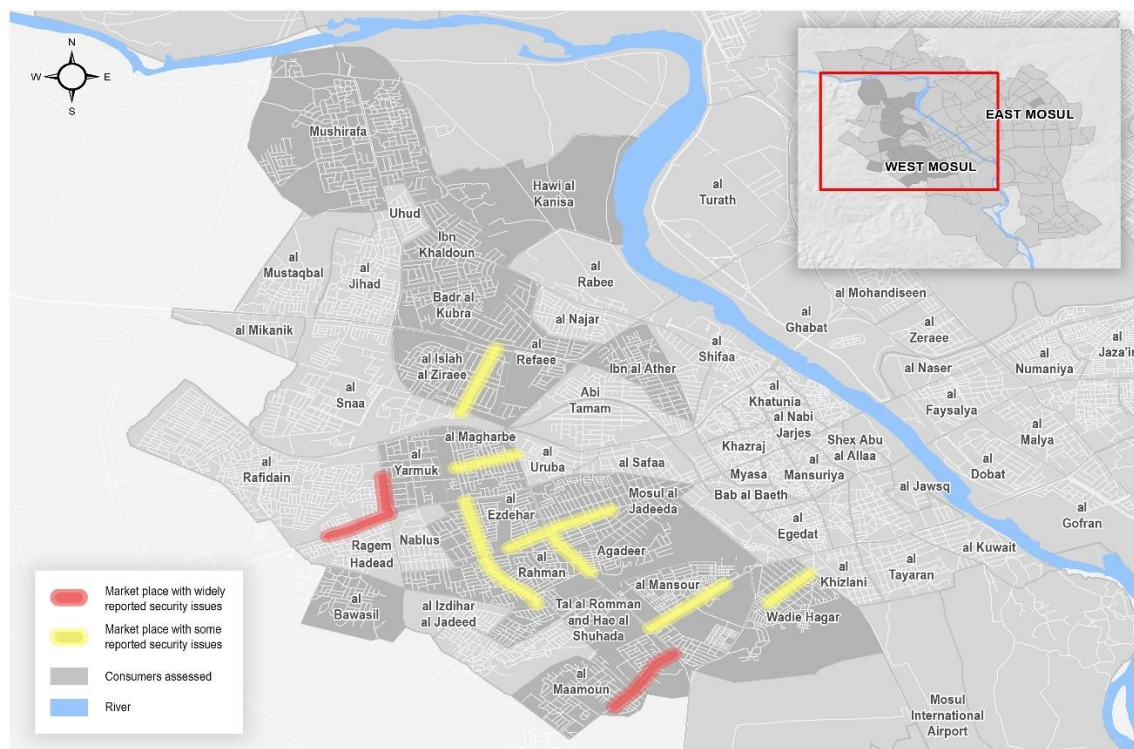 N
W E
S
EAST MOSUL
WEST MOSUL
Mushirafa
Hawi al
Kanisa
al
Turath
Uhud
Ibn
Khaldoun
al
Mustaqbal
al
Jihad
al
Rabee
Badr al
Kubra
al Najar
al Mikanik
al Mohandiseen
al
Ghabat
al
Zeraee
al Islah
al Ziraee
al
Refaee
Ibn al Ather
al
Shifaa
al Naser
al
Numaniya
al
Jaza'ir
al
Snaa
Abi
Tamam
al
Khatunia
al Nabi
Jarjes
al
Faysalya
al
Malya
al Magharbe
al
Yarmuk
al
Uruba
al Safaa
Khazraj
Shex Abu
al Allaa
al
Rafidain
Myasa
al
Mansuriya
al
Dobat
al
Ezdehar
Mosul al
Jadeeda
Bab al Baeth
al Jawsq
al
Gofran
Ragem
Hadead
Nablus
al
Rahman
Agadeer
al
Egedat
al Kuwait
al
Bawasil
al Izdihar
al Jadeed
al Mansour
al
Khizlani
al
Tayaran
Tal al Romman
and Hae al
Shuhada
Wadie Hagar
al
Maamoun
Mosul
International
Airport
Market place with widely
reported security issues
Market place with some
reported security issues
Consumers assessed
River